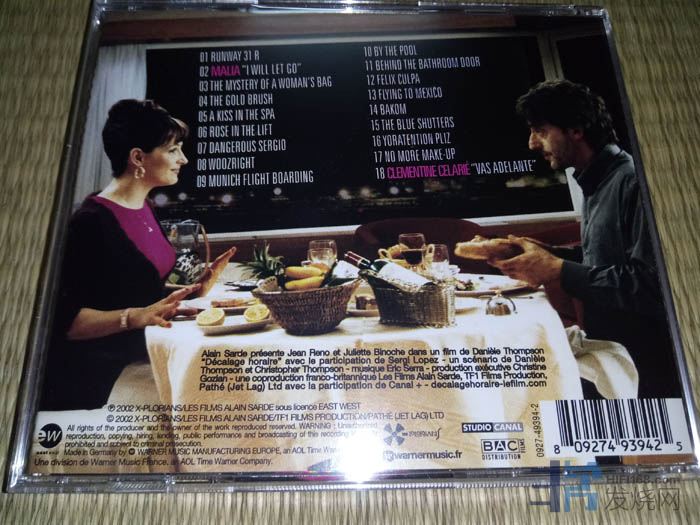 01 RUNWAY 31 R
02 MALIA "I WILL LET GO"
03 THE MYSTERY OF A WOMAN'S BAG
04 THE GOLD BRUSH
05 A KISS IN THE SPA
06 ROSE IN THE LIFT
07 DANGEROUS SERGIO
08 WOOZRIGHT
09 MUNICH FLIGHT BOARDING
10 BY THE POOL
11 BEHIND THE BATHROOM DOOR
12 FELIX CULPA
13 FLYING TO MEXICO
14 BAKOM
15 THE BLUE SHUTTERS
16 YORATENTION PLIZ
17 NO MORE MAKE-UP
18 CLEMENTINE CELARIE "VAS ADELANTE"
Alain Sarde présente Jean Reno et Juliette Binoche dans un film de Danièle Thompson
"Décalage horaire" avec le participation de Sergi Lopez - un scénario de Danièle
Thompson et Christopher Thompson - musique Eric Serra - production exécutive Christine
Gozlan - une coproduction franco-britannique Les Films Alain Sarde, TF1 Films Production,
Pathé (Jet Lag) Ltd avec la participation de Canal + - decalagehoraire-lefilm.com
℗ 2002 X-PLORIANS/LES FILMS ALAIN SARDE sous licence EAST WEST
© 2002 X-PLORIANS/LES FILMS ALAIN SARDE/TF1 FILMS PRODUCTION/PATHÉ (JET LAG) LTD
All rights of the producer and of the owner of the work reproduced reserved. WARNING : Unauthorised
reproduction, copying, hiring, lending, public performance and broadcasting of this recording
prohibited and subject to criminal prosecution.
Made in Germany by WARNER MUSIC MANUFACTURING EUROPE, an AOL Time Warner
Une division de Warner Music France, an AOL Time Warner Company.
ew
east west
warnermusic.fr
STUDIO CANAL
BAC
FILMS
DISTRIBUTION
0927-49394-2
8 09274 93942 5
HIFI168.com
发烧网